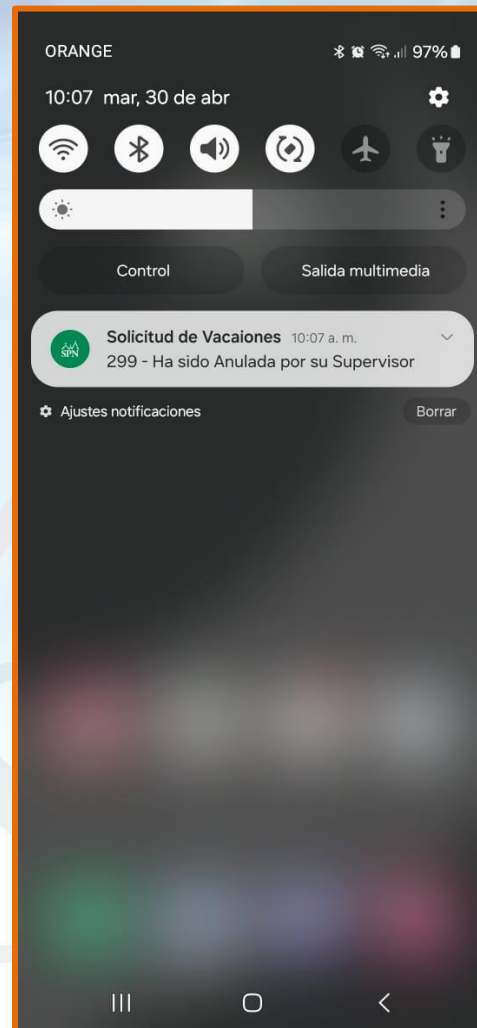 ORANGE 97%
10:07 mar, 30 de abr
Control Salida multimedia
Solicitud de Vacaiones 10:07 a. m.
SPN
299 - Ha sido Anulada por su Supervisor
Ajustes notificaciones Borrar